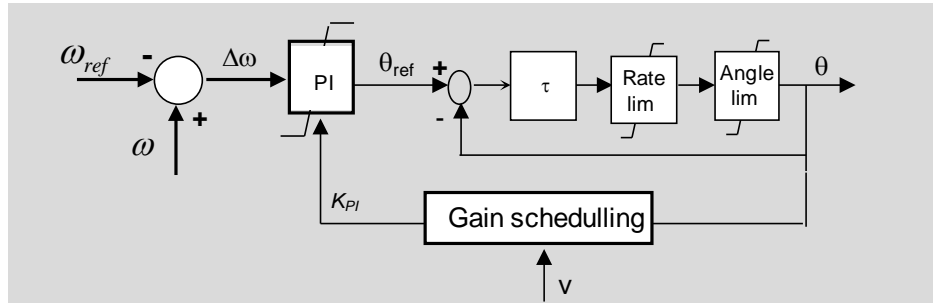 ω_ref
-
Δω
+
ω
PI
θ_ref
+
-
τ
Rate
lim
Angle
lim
θ
K_PI
Gain schedulling
v